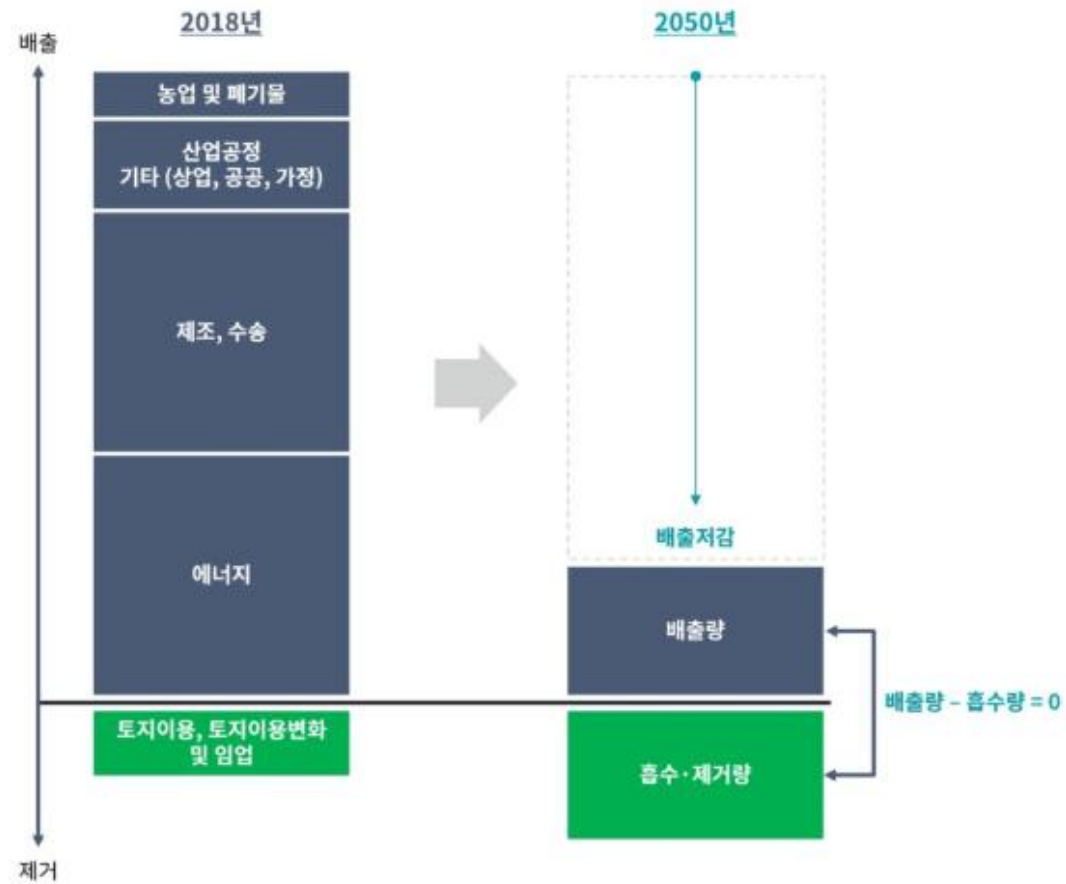 2018년
2050년
배출
농업 및 폐기물
산업공정
기타 (상업, 공공, 가정)
제조, 수송
에너지
배출저감
배출량
배출량 – 흡수량 = 0
토지이용, 토지이용변화
및 임업
흡수·제거량
제거